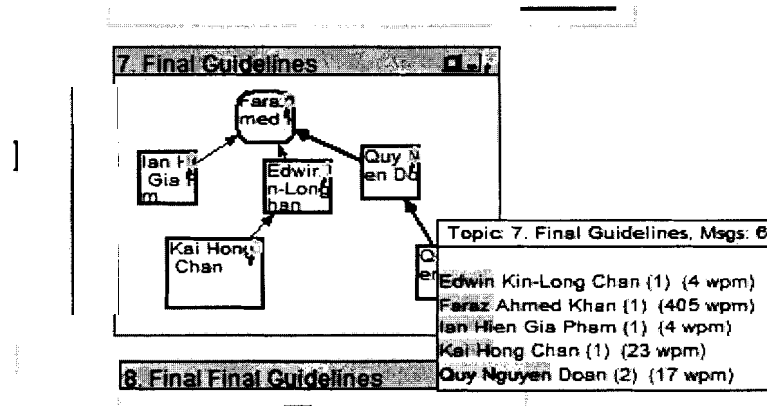 7. Final Guidelines
Faraz
med K
Ian H
Gia P
m
Edwin
n-Long
han
Quy N
en Do
Kai Hong
Chan
Q
en
Topic: 7. Final Guidelines, Msgs: 6
Edwin Kin-Long Chan (1) (4 wpm)
Faraz Ahmed Khan (1) (405 wpm)
Ian Hien Gia Pham (1) (4 wpm)
Kai Hong Chan (1) (23 wpm)
Quy Nguyen Doan (2) (17 wpm)
8. Final Final Guidelines